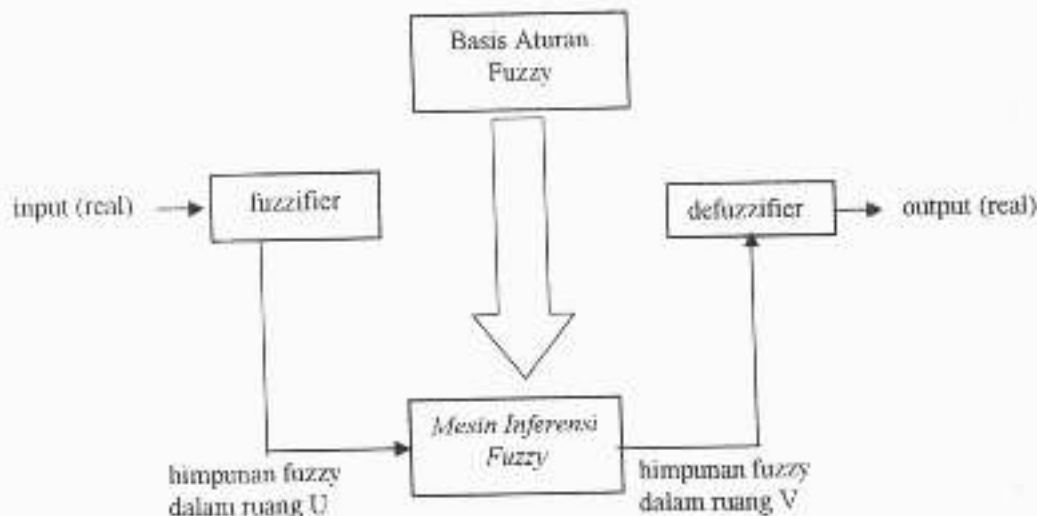 Basis Aturan
Fuzzy
input (real)
fuzzifier
defuzzifier
output (real)
Mesin Inferensi
Fuzzy
himpunan fuzzy
dalam ruang U
himpunan fuzzy
dalam ruang V